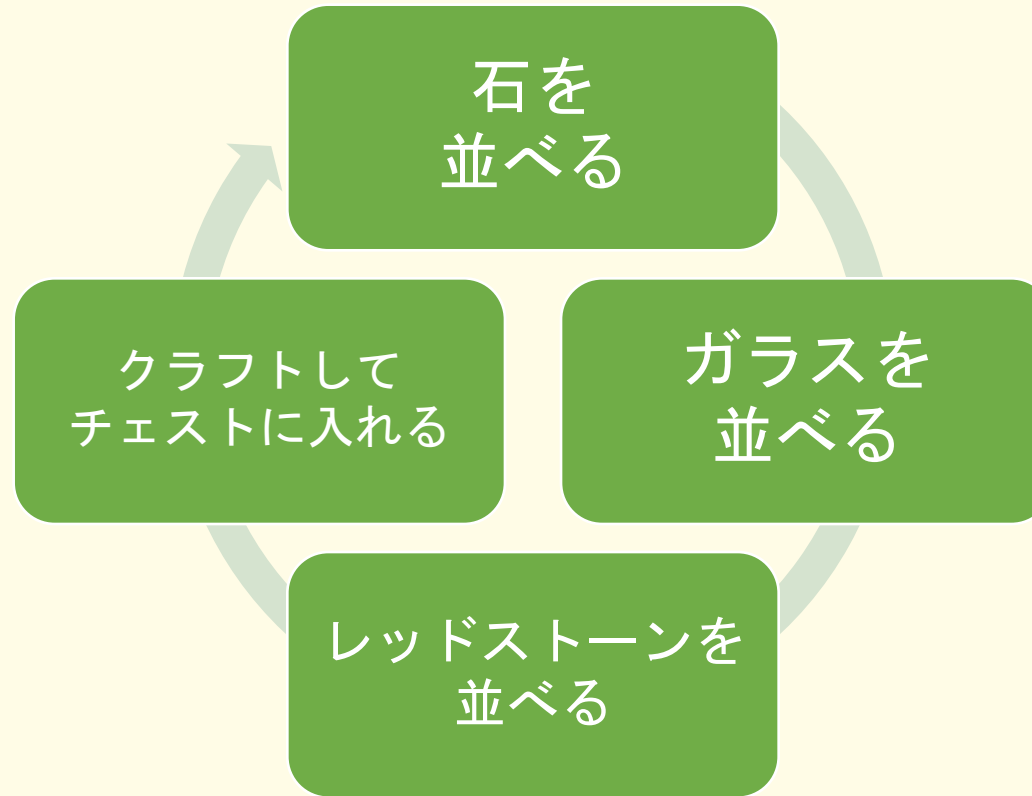 石を
並べる
ガラスを
並べる
レッドストーンを
並べる
クラフトして
チェストに入れる